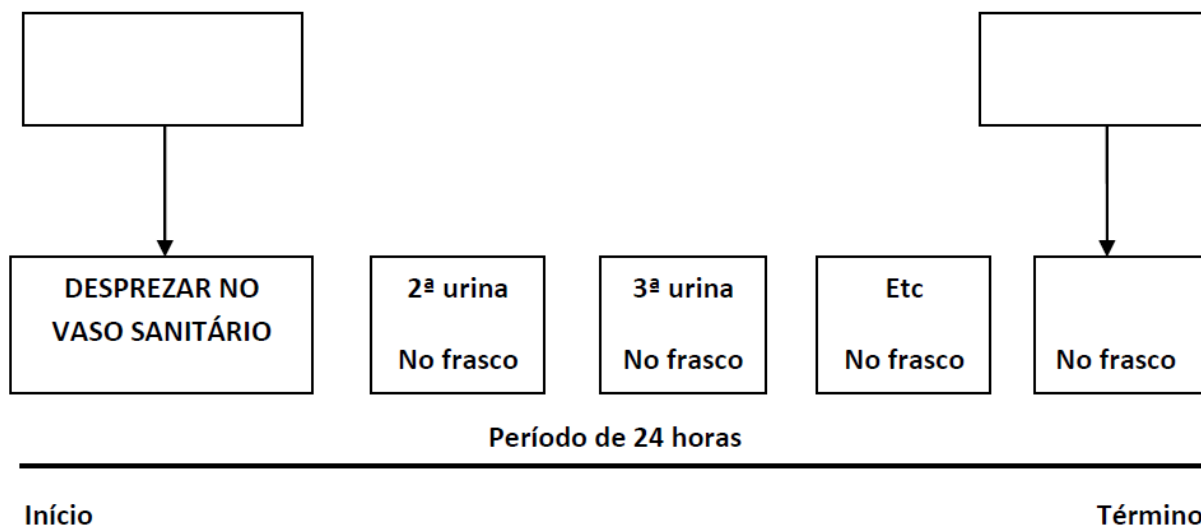 DESPREZAR NO
VASO SANITÁRIO
2ª urina
No frasco
3ª urina
No frasco
Etc
No frasco
No frasco
Período de 24 horas
Início
Término